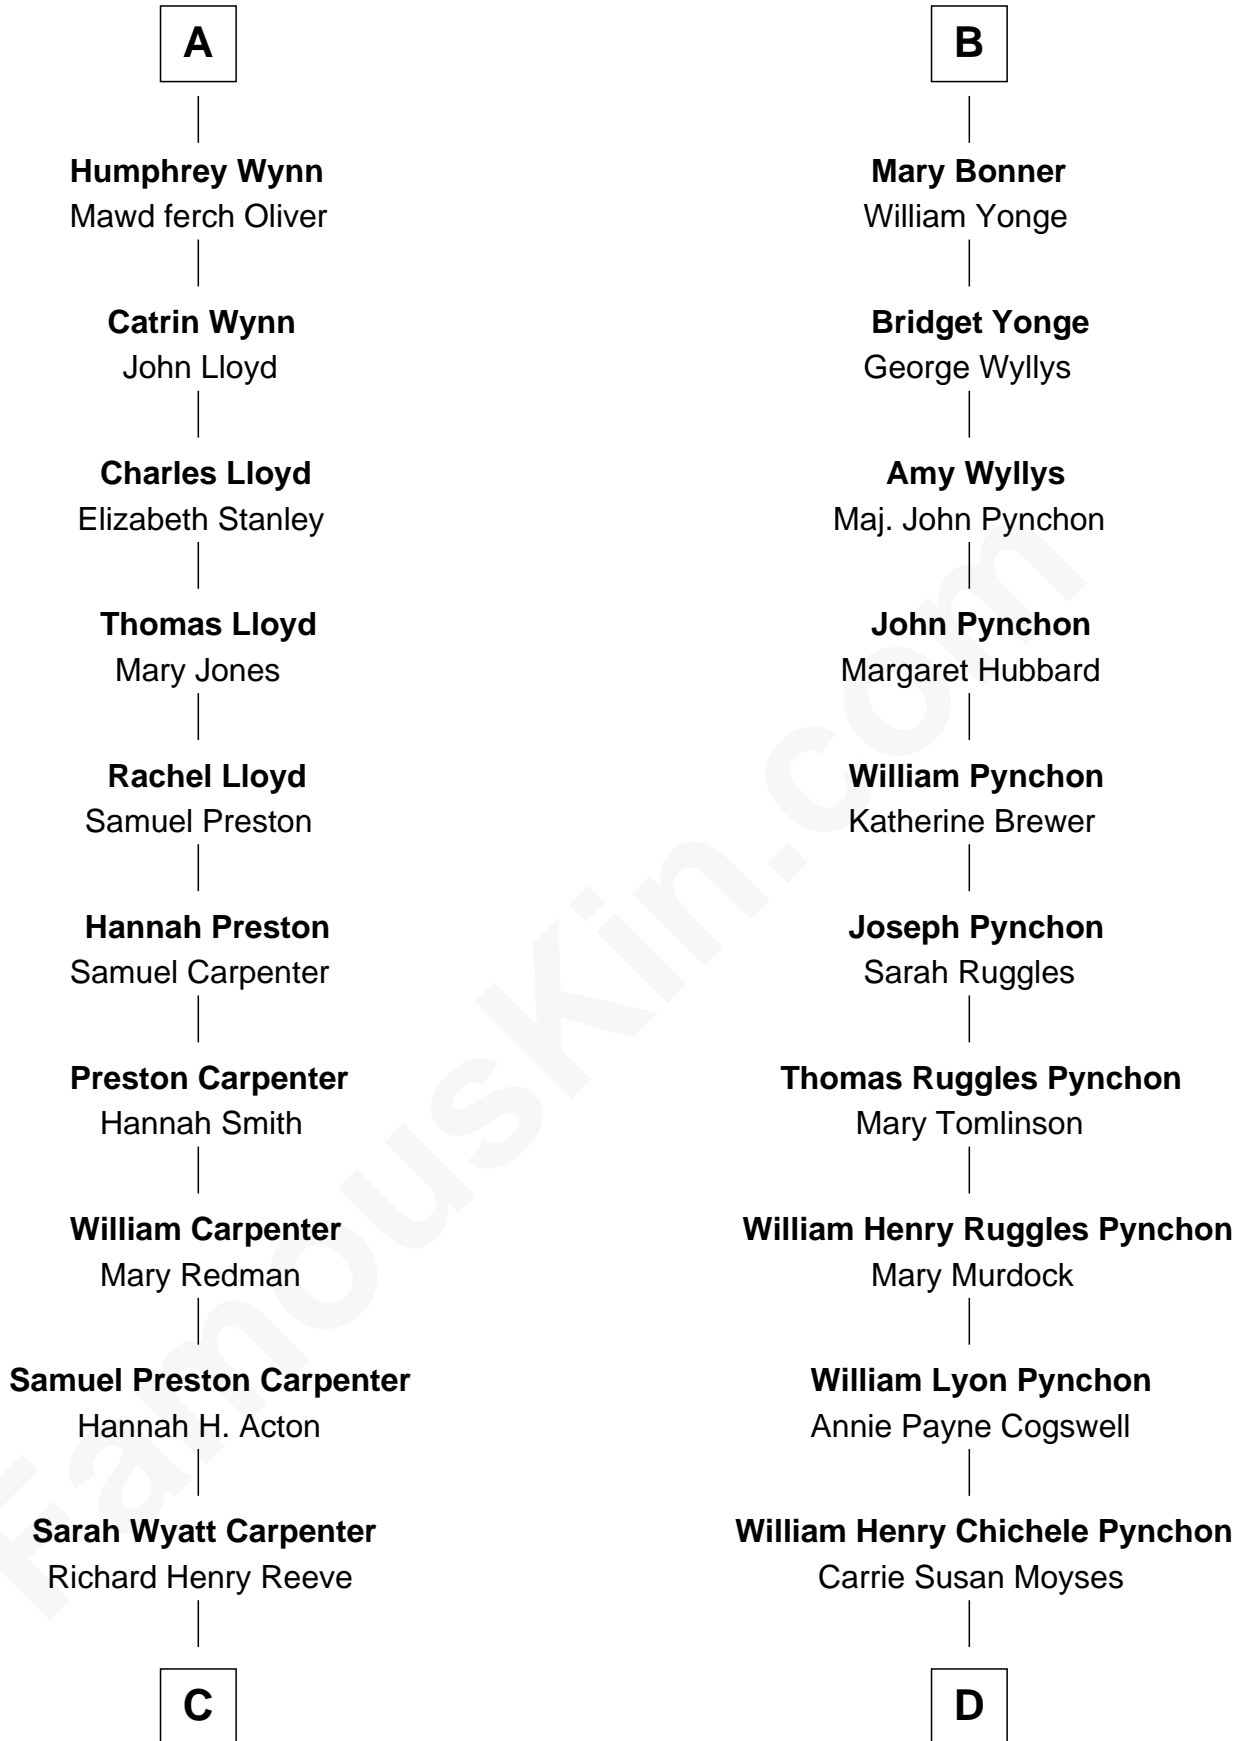 A
Humphrey Wynn
Mawd ferch Oliver
Catrin Wynn
John Lloyd
Charles Lloyd
Elizabeth Stanley
Thomas Lloyd
Mary Jones
Rachel Lloyd
Samuel Preston
Hannah Preston
Samuel Carpenter
Preston Carpenter
Hannah Smith
William Carpenter
Mary Redman
Samuel Preston Carpenter
Hannah H. Acton
Sarah Wyatt Carpenter
Richard Henry Reeve
C
B
Mary Bonner
William Yonge
Bridget Yonge
George Wyllys
Amy Wyllys
Maj. John Pynchon
John Pynchon
Margaret Hubbard
William Pynchon
Katherine Brewer
Joseph Pynchon
Sarah Ruggles
Thomas Ruggles Pynchon
Mary Tomlinson
William Henry Ruggles Pynchon
Mary Murdock
William Lyon Pynchon
Annie Payne Cogswell
William Henry Chichele Pynchon
Carrie Susan Moyses
D
FamousKin.com